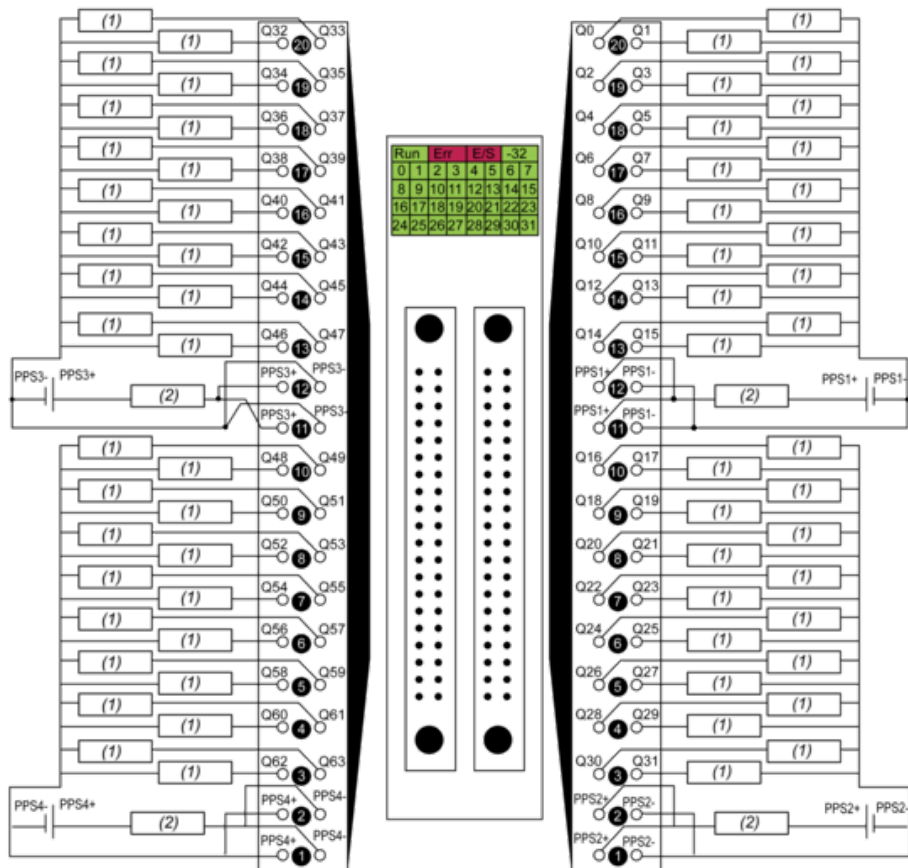 (1)
(1) Q32 20 Q33
(1)
(1) Q34 19 Q35
(1)
(1) Q36 18 Q37
(1)
(1) Q38 17 Q39
(1)
(1) Q40 16 Q41
(1)
(1) Q42 15 Q43
(1)
(1) Q44 14 Q45
(1)
(1) Q46 13 Q47
PPS3- PPS3+ (2) PPS3+ 12 PPS3-
PPS3+ 11 PPS3-
(1)
(1) Q48 10 Q49
(1)
(1) Q50 9 Q51
(1)
(1) Q52 8 Q53
(1)
(1) Q54 7 Q55
(1)
(1) Q56 6 Q57
(1)
(1) Q58 5 Q59
(1)
(1) Q60 4 Q61
(1)
(1) Q62 3 Q63
PPS4- PPS4+ (2) PPS4+ 2 PPS4-
PPS4+ 1 PPS4-
Run Err E/S -32
0 1 2 3 4 5 6 7
8 9 10 11 12 13 14 15
16 17 18 19 20 21 22 23
24 25 26 27 28 29 30 31
(1)
Q0 20 Q1 (1)
(1)
Q2 19 Q3 (1)
(1)
Q4 18 Q5 (1)
(1)
Q6 17 Q7 (1)
(1)
Q8 16 Q9 (1)
(1)
Q10 15 Q11 (1)
(1)
Q12 14 Q13 (1)
(1)
Q14 13 Q15 (1)
PPS1+ 12 PPS1- (2) PPS1+ PPS1-
PPS1+ 11 PPS1-
(1)
Q16 10 Q17 (1)
(1)
Q18 9 Q19 (1)
(1)
Q20 8 Q21 (1)
(1)
Q22 7 Q23 (1)
(1)
Q24 6 Q25 (1)
(1)
Q26 5 Q27 (1)
(1)
Q28 4 Q29 (1)
(1)
Q30 3 Q31 (1)
PPS2+ 2 PPS2- (2) PPS2+ PPS2-
PPS2+ 1 PPS2-